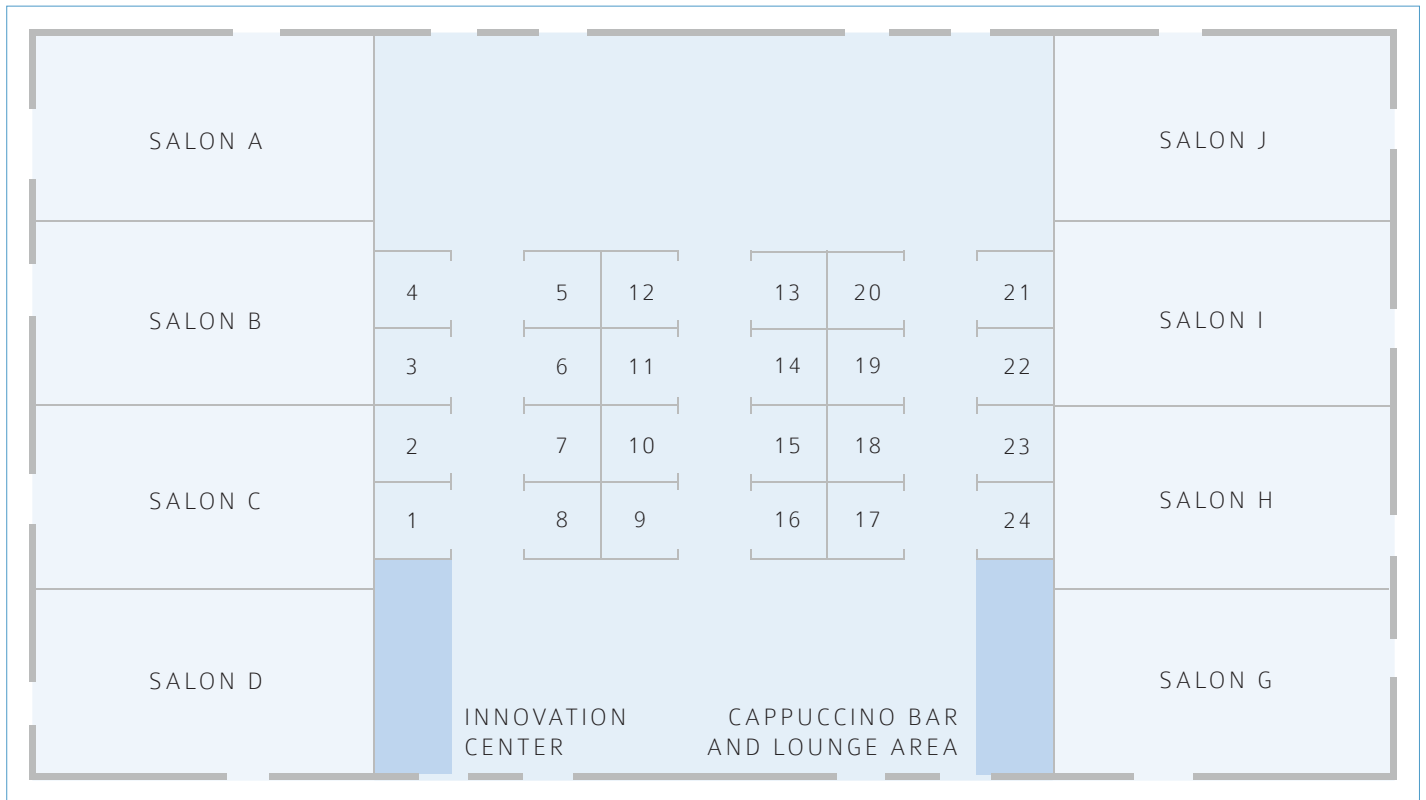 SALON A
SALON J
4
5
12
13
20
21
SALON B
SALON I
3
6
11
14
19
22
2
7
10
15
18
23
SALON C
SALON H
1
8
9
16
17
24
SALON D
SALON G
INNOVATION
CENTER
CAPPUCCINO BAR
AND LOUNGE AREA